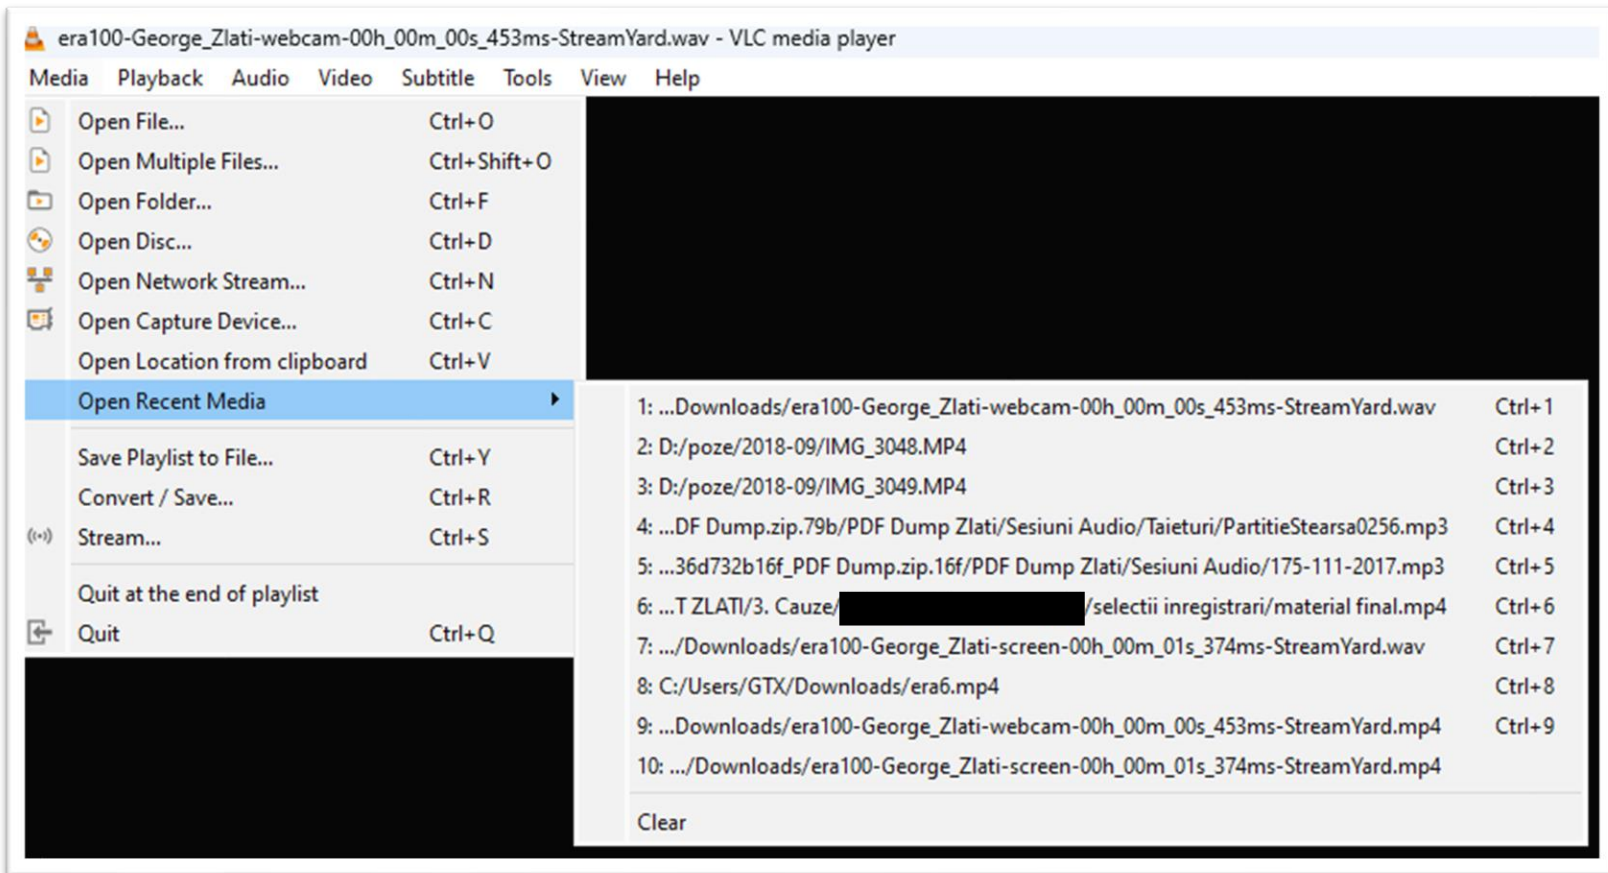 era100-George_Zlati-webcam-00h_00m_00s_453ms-StreamYard.wav - VLC media player
Media Playback Audio Video Subtitle Tools View Help
Open File... Ctrl+O
Open Multiple Files... Ctrl+Shift+O
Open Folder... Ctrl+F
Open Disc... Ctrl+D
Open Network Stream... Ctrl+N
Open Capture Device... Ctrl+C
Open Location from clipboard Ctrl+V
Open Recent Media
Save Playlist to File... Ctrl+Y
Convert / Save... Ctrl+R
Stream... Ctrl+S
Quit at the end of playlist
Quit Ctrl+Q
1: ...Downloads/era100-George_Zlati-webcam-00h_00m_00s_453ms-StreamYard.wav Ctrl+1
2: D:/poze/2018-09/IMG_3048.MP4 Ctrl+2
3: D:/poze/2018-09/IMG_3049.MP4 Ctrl+3
4: ...DF Dump.zip.79b/PDF Dump Zlati/Sesiuni Audio/Taieturi/PartitieStearsa0256.mp3 Ctrl+4
5: ...36d732b16f_PDF Dump.zip.16f/PDF Dump Zlati/Sesiuni Audio/175-111-2017.mp3 Ctrl+5
6: ...T ZLATI/3. Cauze/ /selectii inregistrari/material final.mp4 Ctrl+6
7: .../Downloads/era100-George_Zlati-screen-00h_00m_01s_374ms-StreamYard.wav Ctrl+7
8: C:/Users/GTX/Downloads/era6.mp4 Ctrl+8
9: ...Downloads/era100-George_Zlati-webcam-00h_00m_00s_453ms-StreamYard.mp4 Ctrl+9
10: .../Downloads/era100-George_Zlati-screen-00h_00m_01s_374ms-StreamYard.mp4
Clear